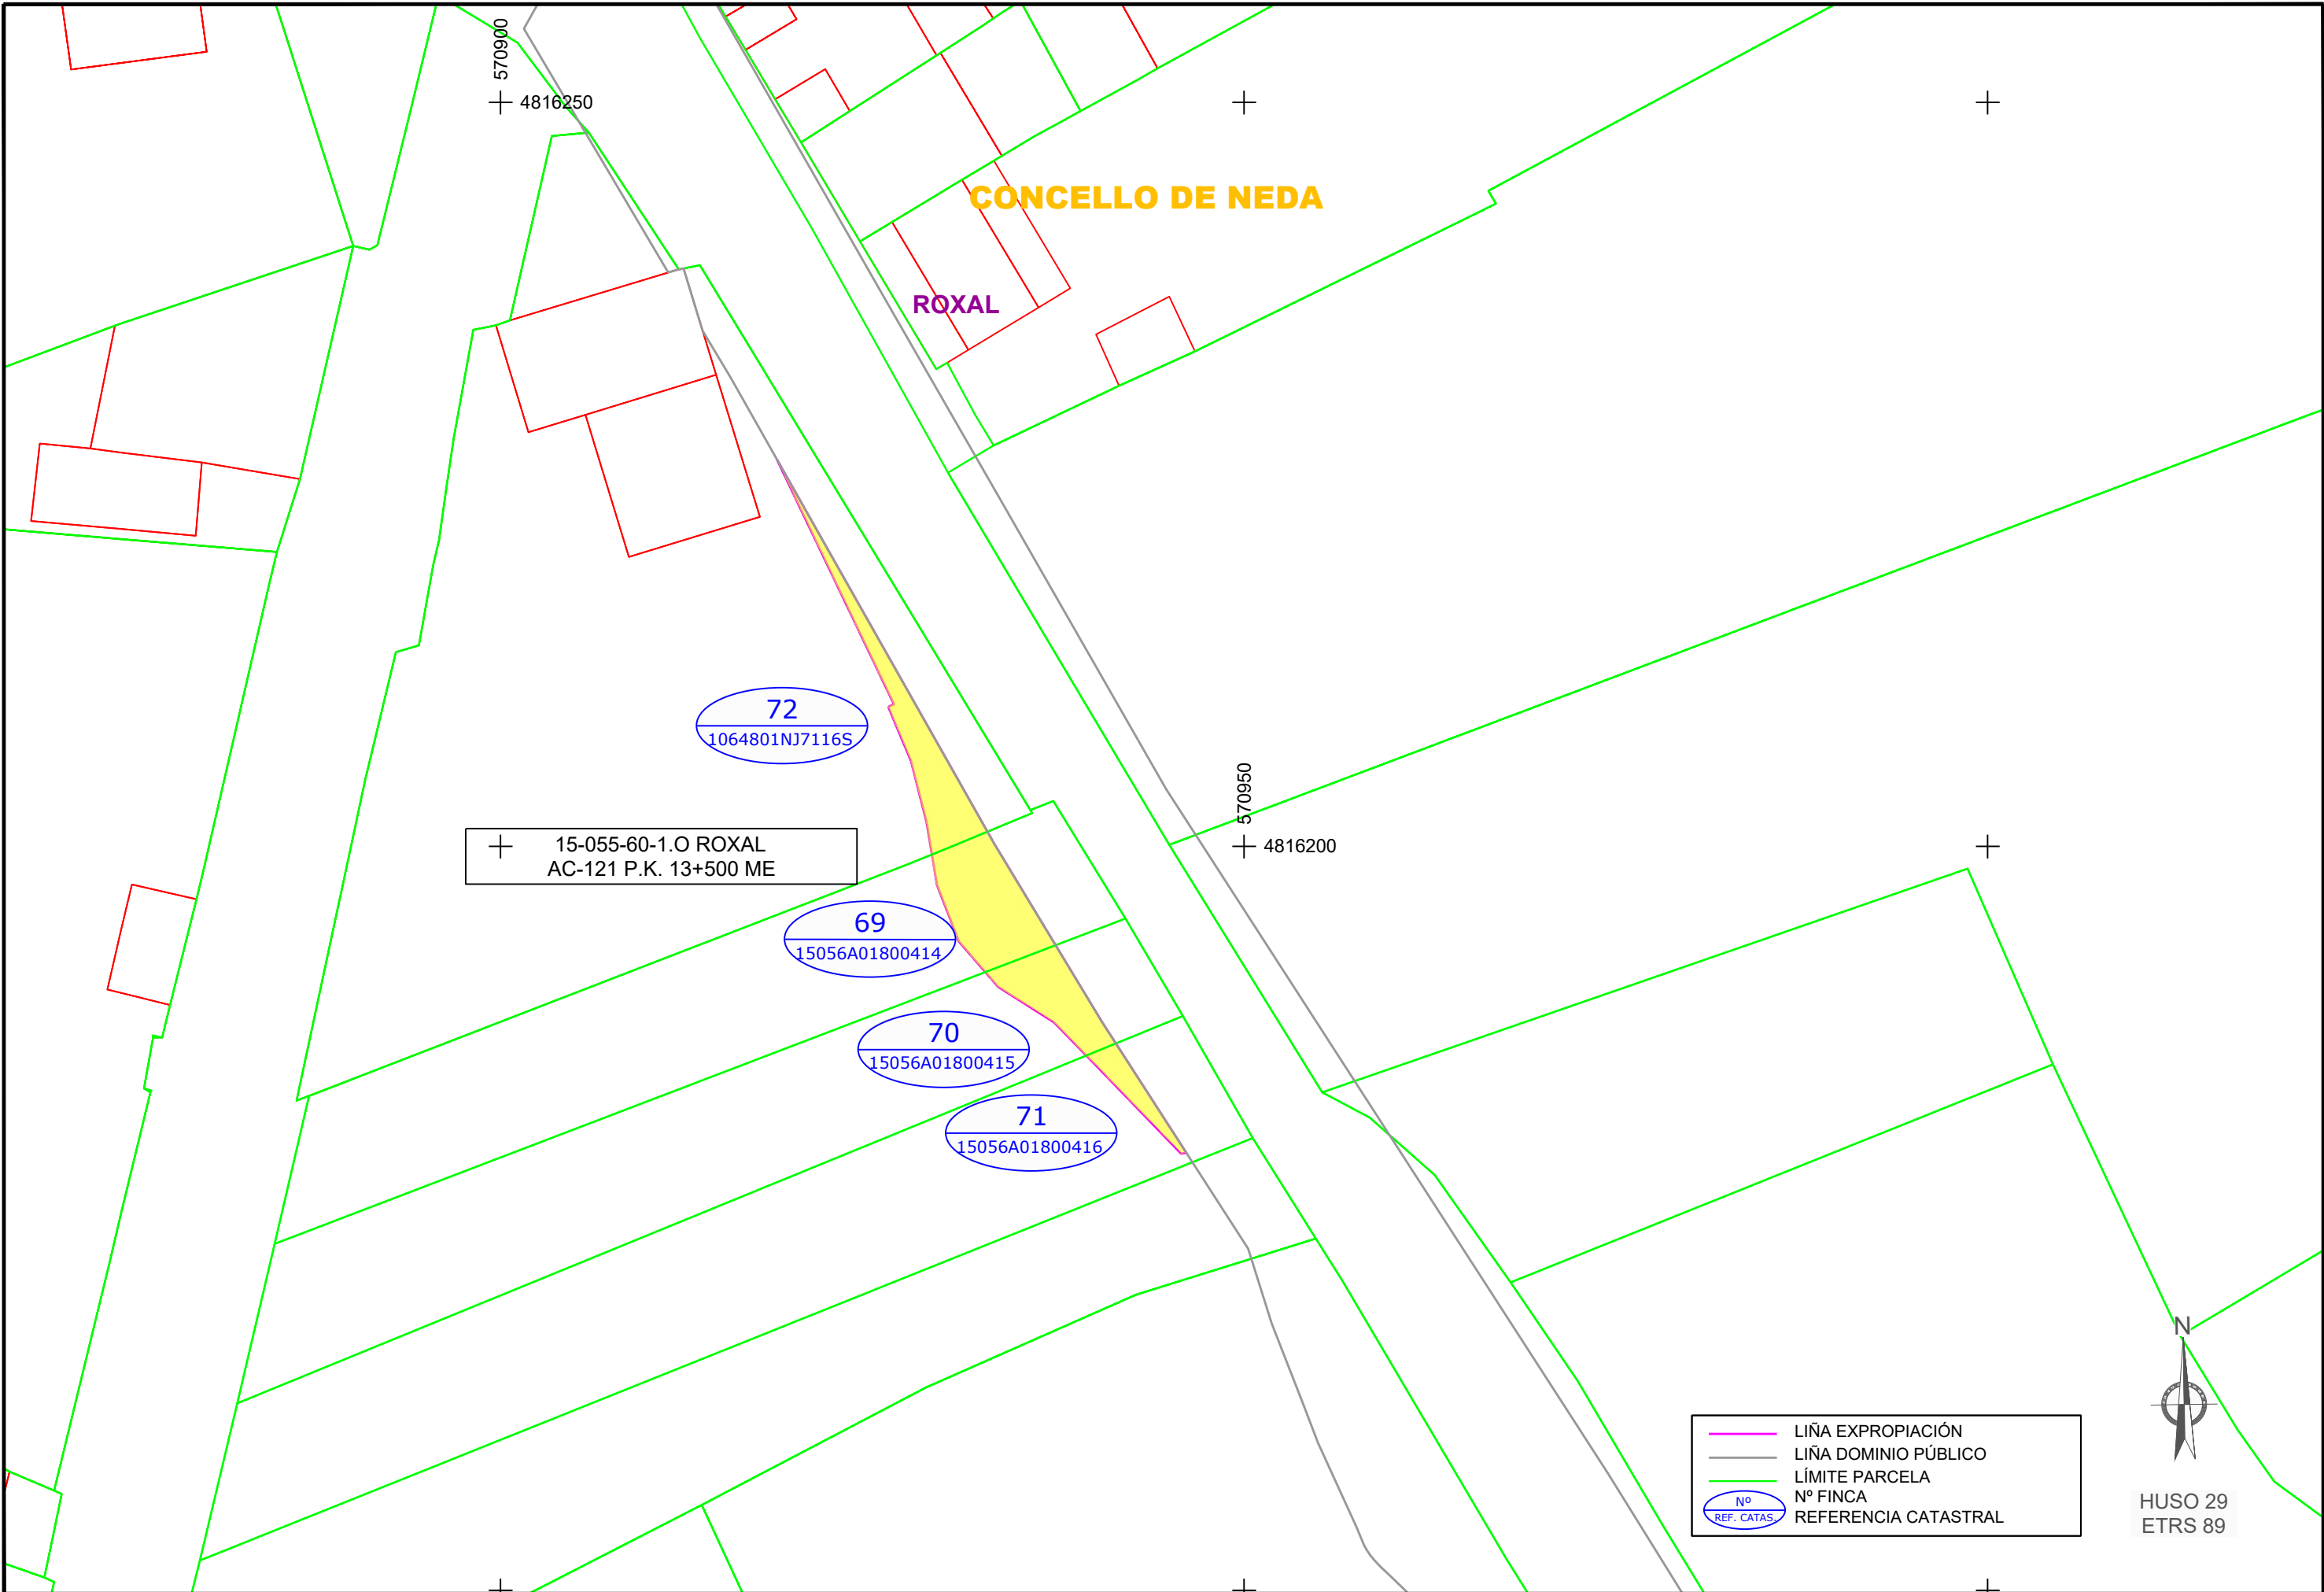 570900
4816250
CONCELLO DE NEDA
ROXAL
72
1064801NJ7116S
570950
4816200
15-055-60-1.O ROXAL
AC-121 P.K. 13+500 ME
69
15056A01800414
70
15056A01800415
71
15056A01800416
N
LIÑA EXPROPIACIÓN
LIÑA DOMINIO PÚBLICO
LÍMITE PARCELA
Nº
REF. CATAS.
Nº FINCA
REFERENCIA CATASTRAL
HUSO 29
ETRS 89